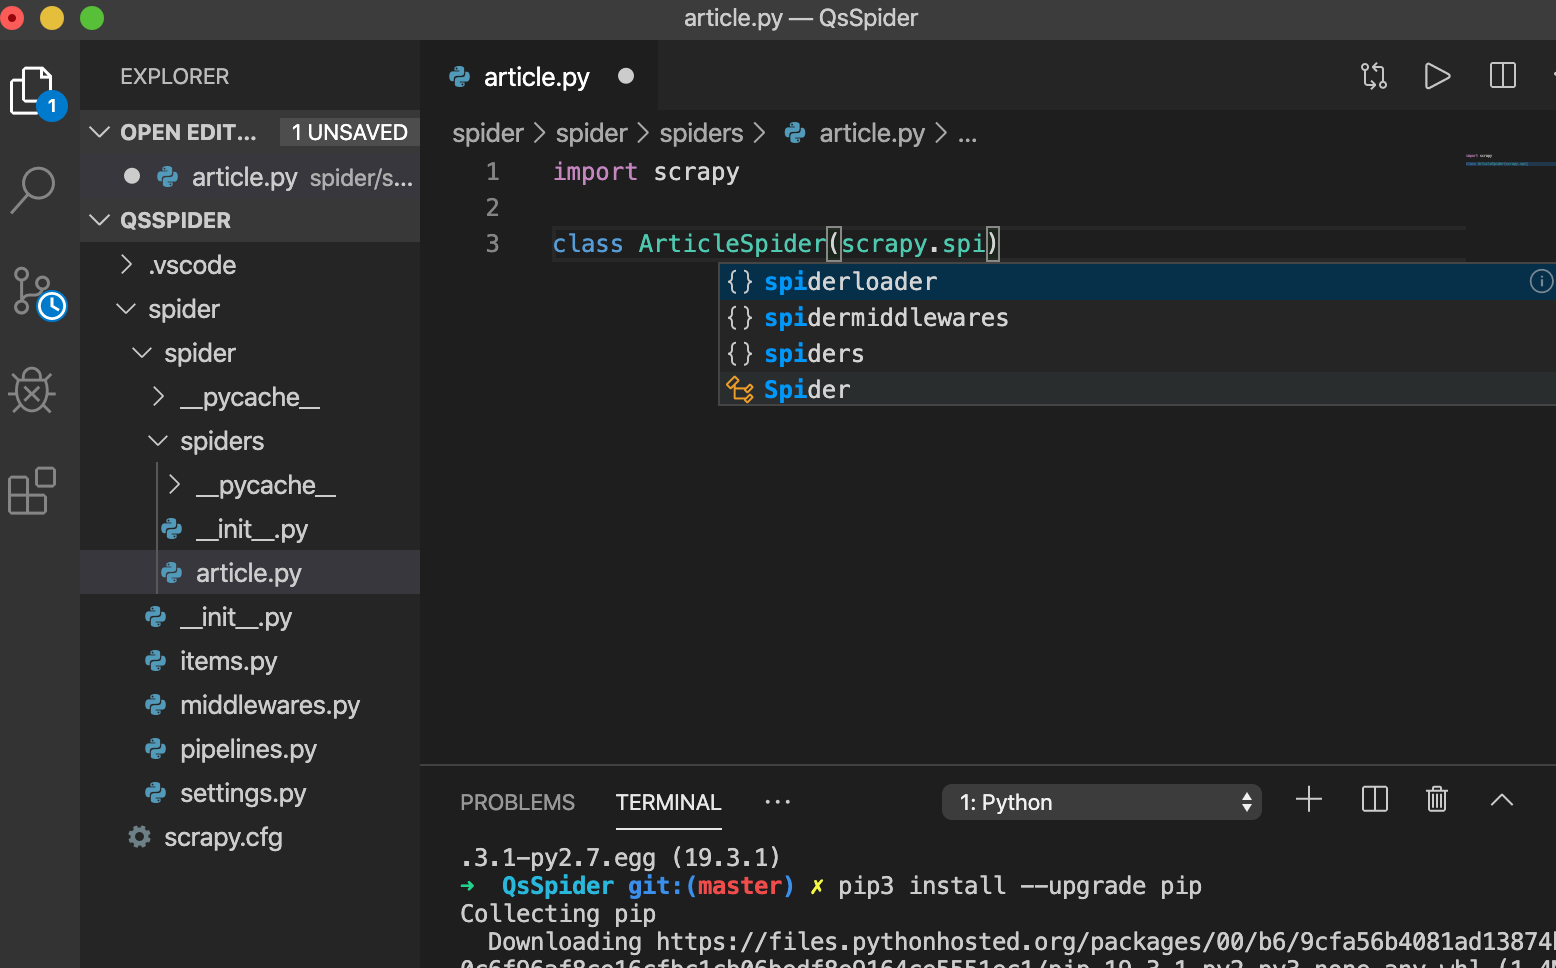 article.py — QsSpider
EXPLORER
OPEN EDIT... 1 UNSAVED
article.py spider/s...
QSSPIDER
.vscode
spider
spider
__pycache__
spiders
__pycache__
__init__.py
article.py
__init__.py
items.py
middlewares.py
pipelines.py
settings.py
scrapy.cfg
1
article.py
spider > spider > spiders > article.py > ...
1 import scrapy
2
3 class ArticleSpider(scrapy.spi)
{} spiderloader
{} spidermiddlewares
{} spiders
Spider
PROBLEMS TERMINAL ... 1: Python
.3.1-py2.7.egg (19.3.1)
➜ QsSpider git:(master) ✗ pip3 install --upgrade pip
Collecting pip
Downloading https://files.pythonhosted.org/packages/00/b6/9cfa56b4081ad13874b